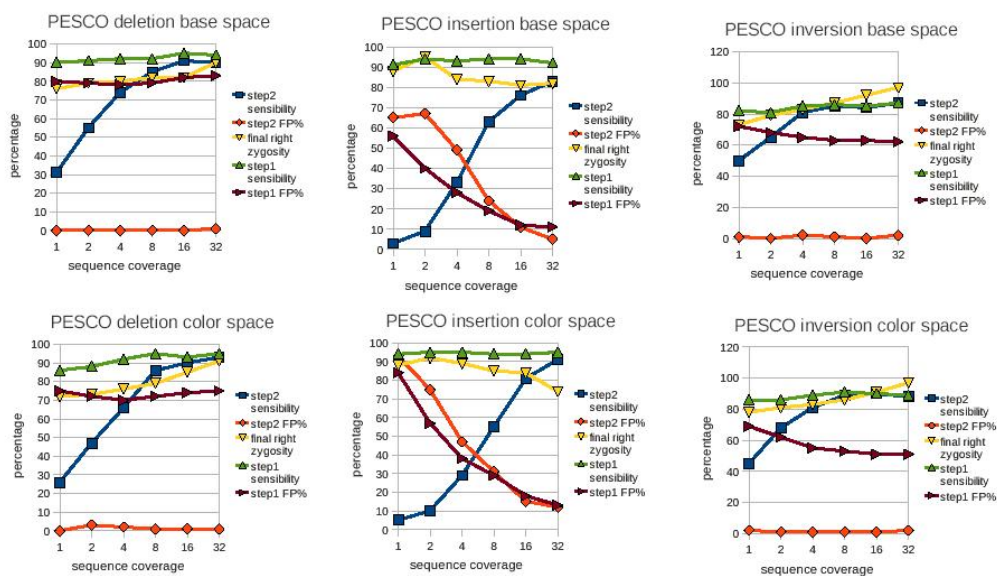 PESCO deletion base space
100
90
80
70
60
50
40
30
20
10
0
percentage
1 2 4 8 16 32
sequence coverage
step2
sensibility
step2 FP%
final right
zygosity
step1
sensibility
step1 FP%
PESCO insertion base space
100
90
80
70
60
50
40
30
20
10
0
percentage
1 2 4 8 16 32
sequence coverage
step2
sensibility
step2 FP%
final right
zygosity
step1
sensibility
step1 FP%
PESCO inversion base space
120
100
80
60
40
20
0
percentage
1 2 4 8 16 32
sequence coverage
step2
sensibility
step2 FP%
final right
zygosity
step1
sensibility
step1 FP%
PESCO deletion color space
100
90
80
70
60
50
40
30
20
10
0
percentage
1 2 4 8 16 32
sequence coverage
step2
sensibility
step2 FP%
final right
zygosity
step1
sensibility
step1 FP%
PESCO insertion color space
100
90
80
70
60
50
40
30
20
10
0
percentage
1 2 4 8 16 32
sequence coverage
step2
sensibility
step2 FP%
final right
zygosity
step1
sensibility
step1 FP%
PESCO inversion color space
120
100
80
60
40
20
0
percentage
1 2 4 8 16 32
sequence coverage
step2
sensibility
step2 FP%
final right
zygosity
step1
sensibility
step1 FP%